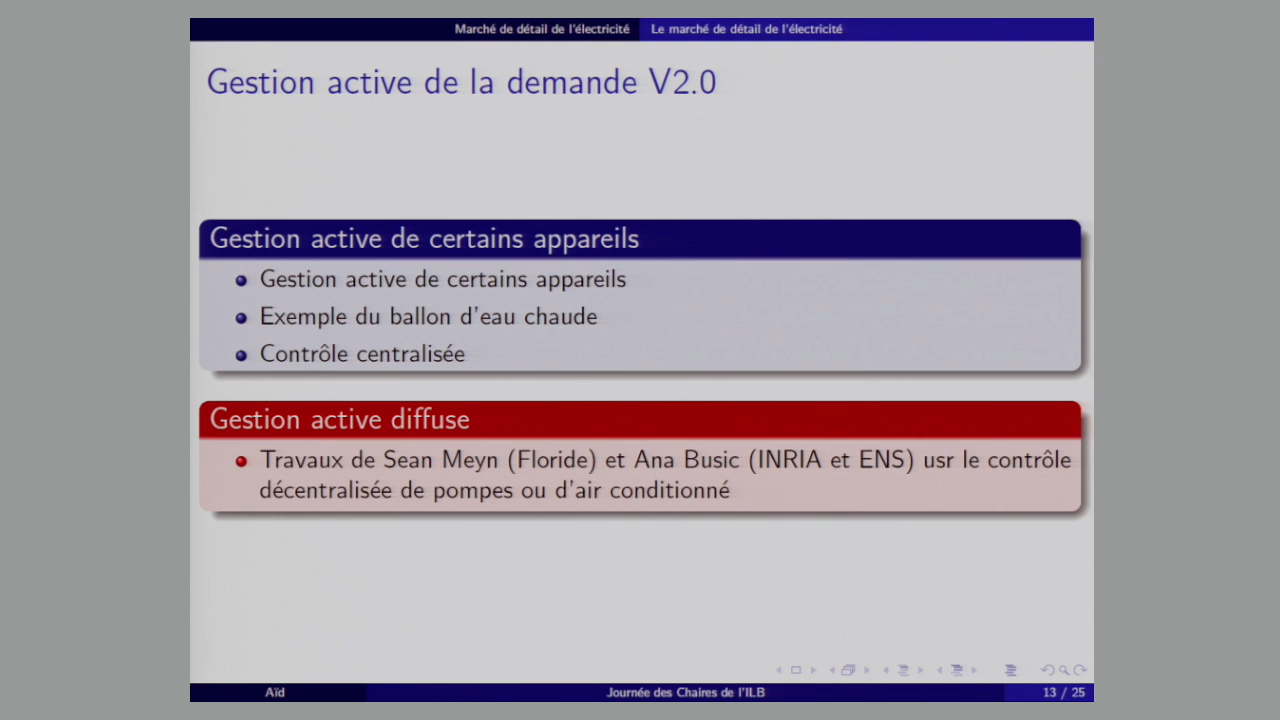 Marché de détail de l'électricité Le marché de détail de l'électricité
Gestion active de la demande V2.0
Gestion active de certains appareils
Gestion active de certains appareils
Exemple du ballon d'eau chaude
Contrôle centralisée
Gestion active diffuse
Travaux de Sean Meyn (Floride) et Ana Busic (INRIA et ENS) usr le contrôle
décentralisée de pompes ou d'air conditionné
Aïd Journée des Chaires de l'ILB 13 / 25